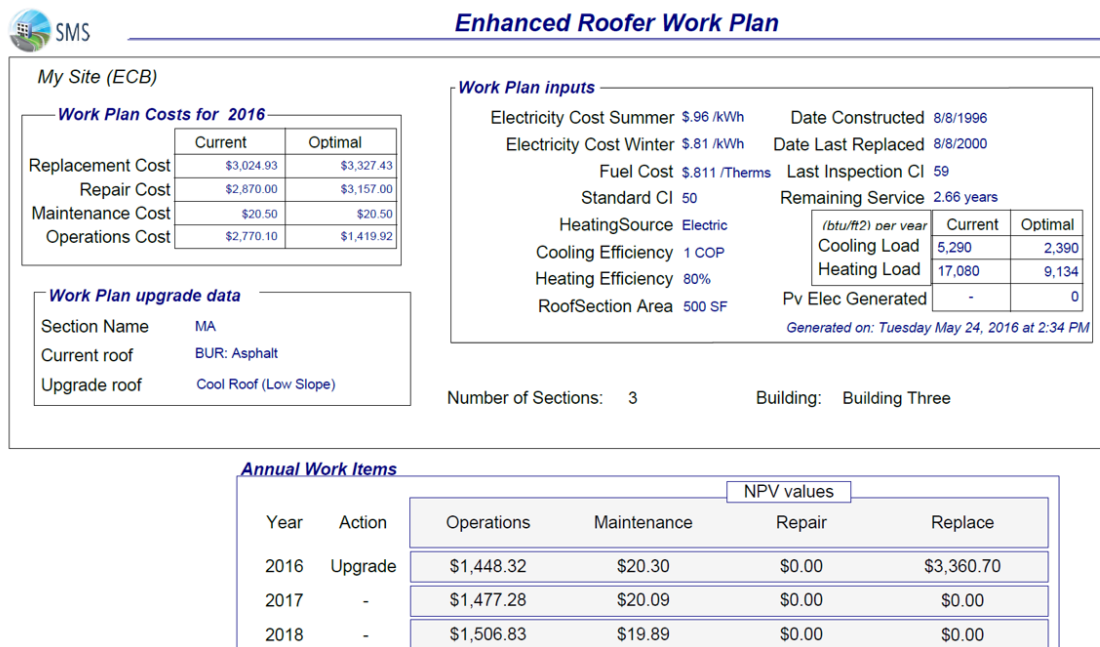 SMS
Enhanced Roofer Work Plan
My Site (ECB)
Work Plan Costs for 2016
Current Optimal
Replacement Cost $3,024.93 $3,327.43
Repair Cost $2,870.00 $3,157.00
Maintenance Cost $20.50 $20.50
Operations Cost $2,770.10 $1,419.92
Work Plan upgrade data
Section Name MA
Current roof BUR: Asphalt
Upgrade roof Cool Roof (Low Slope)
Work Plan inputs
Electricity Cost Summer $.96 /kWh Date Constructed 8/8/1996
Electricity Cost Winter $.81 /kWh Date Last Replaced 8/8/2000
Fuel Cost $.811 /Therms Last Inspection CI 59
Standard CI 50 Remaining Service 2.66 years
HeatingSource Electric
Cooling Efficiency 1 COP
Heating Efficiency 80%
RoofSection Area 500 SF
(btu/ft2) per year Current Optimal
Cooling Load 5,290 2,390
Heating Load 17,080 9,134
Pv Elec Generated - 0
Generated on: Tuesday May 24, 2016 at 2:34 PM
Number of Sections: 3 Building: Building Three
Annual Work Items
NPV values
Year Action Operations Maintenance Repair Replace
2016 Upgrade $1,448.32 $20.30 $0.00 $3,360.70
2017 - $1,477.28 $20.09 $0.00 $0.00
2018 - $1,506.83 $19.89 $0.00 $0.00